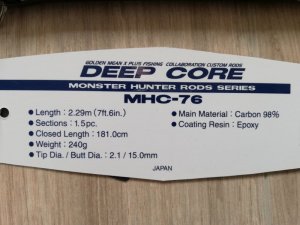 GOLDEN MEAN X PLUS FISHING COLLABORATION CUSTOM RODS
DEEP CORE
MONSTER HUNTER RODS SERIES
MHC-76
• Length : 2.29m (7ft.6in.)
• Sections : 1.5pc.
• Closed Length : 181.0cm
• Weight : 240g
• Tip Dia / Butt Dia : 2.1 / 15.0mm
• Main Material : Carbon 98%
• Coating Resin : Epoxy
JAPAN